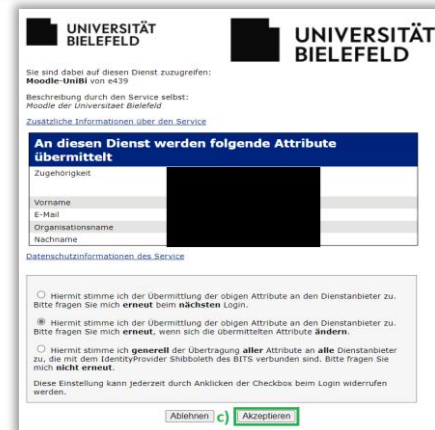 UNIVERSITÄT
BIELEFELD
UNIVERSITÄT
BIELEFELD
Sie sind dabei auf diesen Dienst zuzugreifen:
Moodle-UniBi von e439
Beschreibung durch den Service selbst:
Moodle der Universitaet Bielefeld
Zusätzliche Informationen über den Service
An diesen Dienst werden folgende Attribute
übermittelt
Zugehörigkeit
Vorname
E-Mail
Organisationsname
Nachname
Datenschutzinformationen des Service
Hiermit stimme ich der Übermittlung der obigen Attribute an den Dienstanbieter zu.
Bitte fragen Sie mich erneut beim nächsten Login.
Hiermit stimme ich der Übermittlung der obigen Attribute an den Dienstanbieter zu.
Bitte fragen Sie mich erneut, wenn sich die übermittelten Attribute ändern.
Hiermit stimme ich generell der Übertragung aller Attribute an alle Dienstanbieter
zu, die mit dem IdentityProvider Shibboleth des BITS verbunden sind. Bitte fragen Sie
mich nicht erneut.
Diese Einstellung kann jederzeit durch Anklicken der Checkbox beim Login widerrufen
werden.
Ablehnen c) Akzeptieren